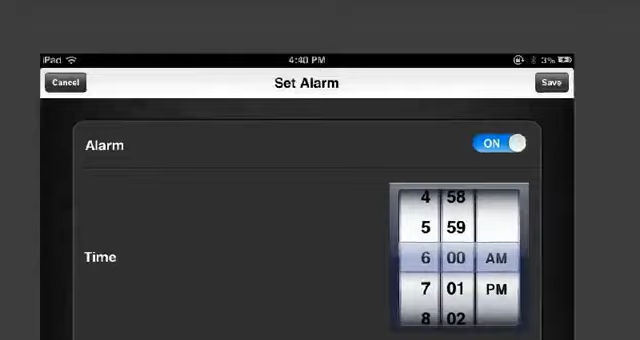 iPad 4:40 PM 3%
Cancel Set Alarm Save
Alarm ON
4 58
5 59
Time 6 00 AM
7 01 PM
8 02